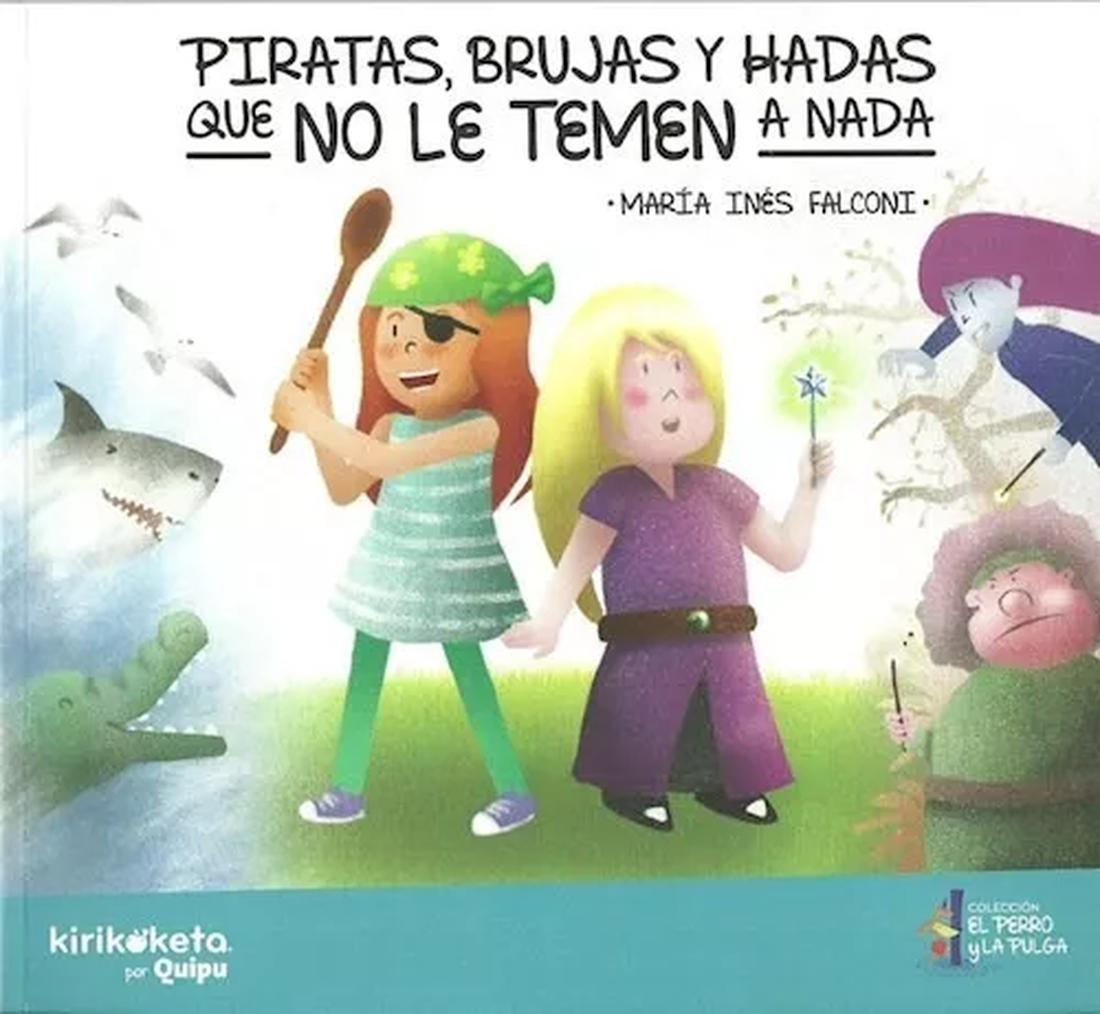 PIRATAS, BRUJAS Y HADAS
QUE NO LE TEMEN A NADA
· MARÍA INÉS FALCONI ·
kirikoketa
por Quipu
COLECCIÓN
EL PERRO
y LA PULGA